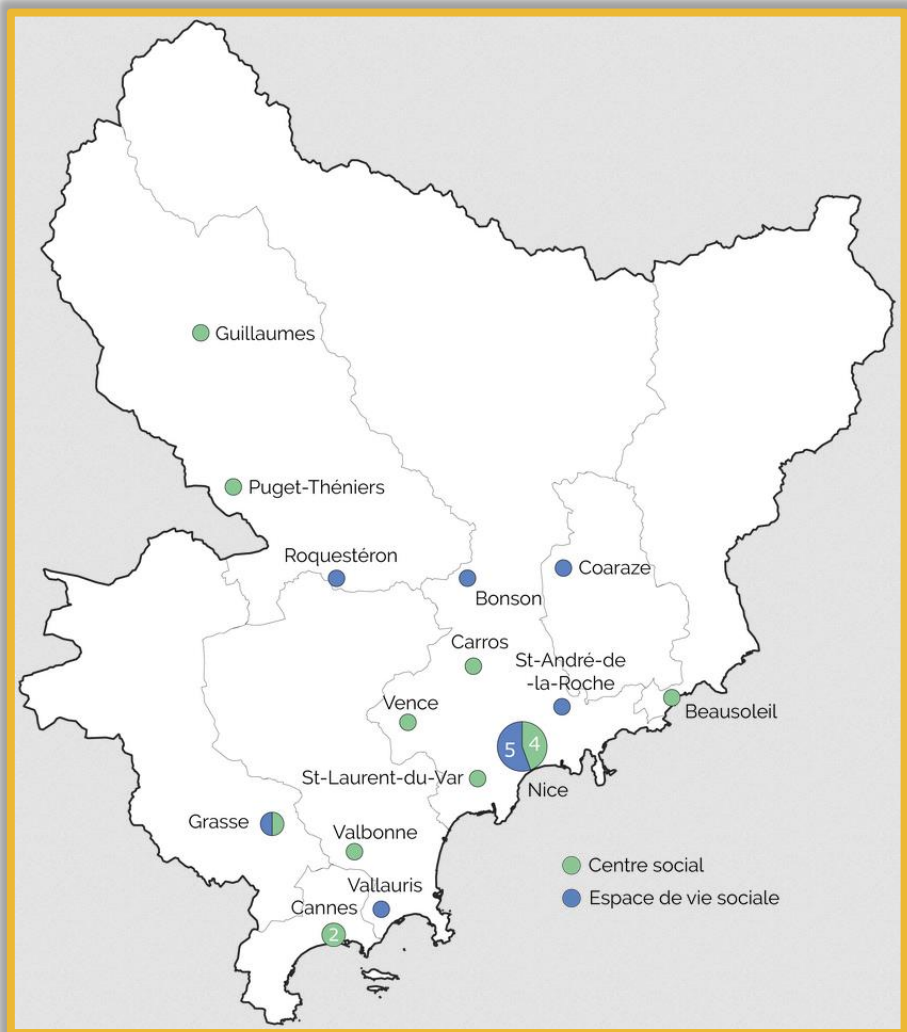 Guillaumes
Puget-Théniers
Roquestéron
Coaraze
Bonson
Carros
St-André-de
-la-Roche
Vence
Beausoleil
5
4
St-Laurent-du-Var
Nice
Grasse
Valbonne
Centre social
Vallauris
Espace de vie sociale
Cannes
2